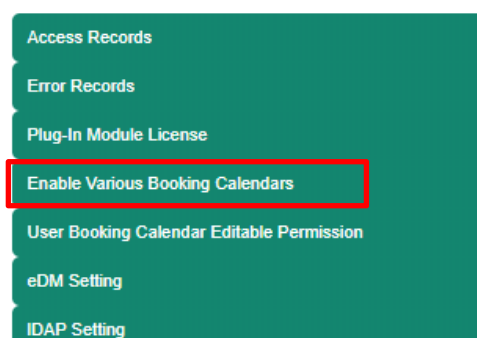 Access Records
Error Records
Plug-In Module License
Enable Various Booking Calendars
User Booking Calendar Editable Permission
eDM Setting
IDAP Setting